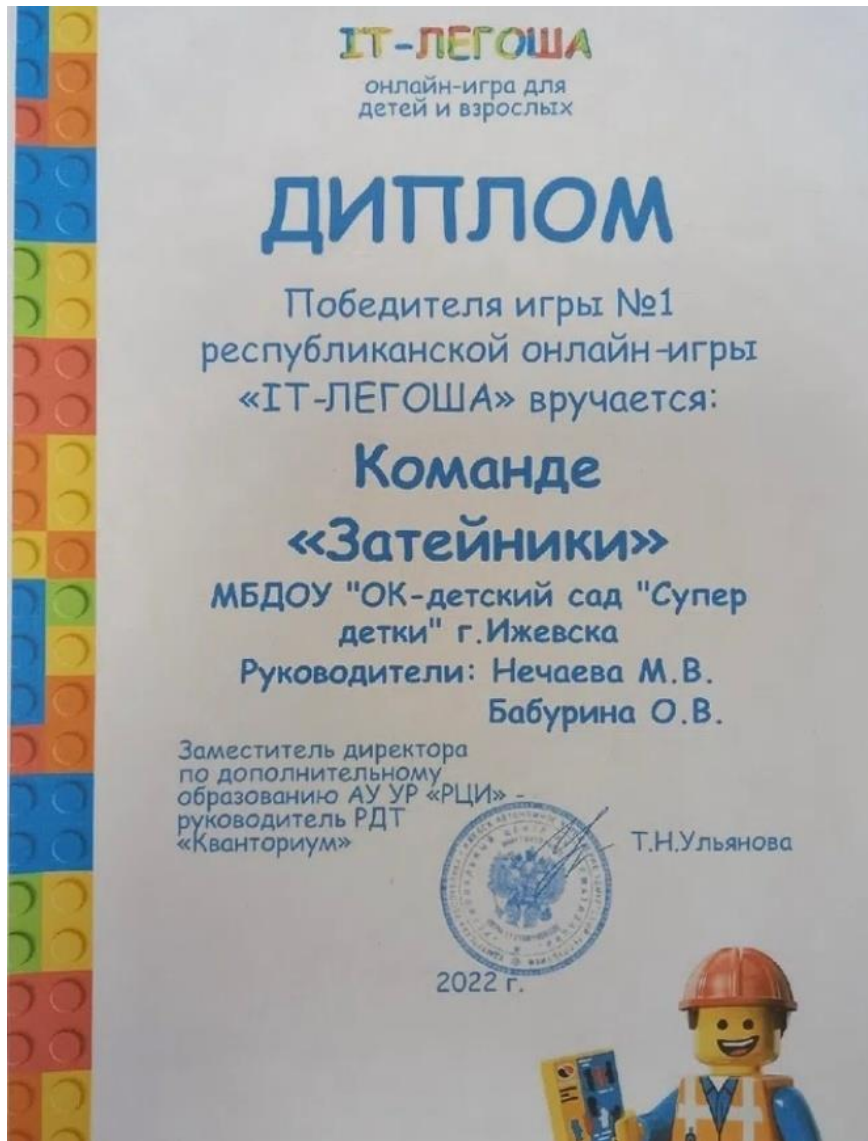 IT-ЛЕГОША
онлайн-игра для
детей и взрослых
ДИПЛОМ
Победителя игры №1
республиканской онлайн-игры
«IT-ЛЕГОША» вручается:
Команде
«Затейники»
МБДОУ "ОК-детский сад "Супер
детки" г.Ижевска
Руководители: Нечаева М.В.
Бабурина О.В.
Заместитель директора
по дополнительному
образованию АУ УР «РЦИ» -
руководитель РДТ
«Кванториум»
Т.Н.Ульянова
2022 г.